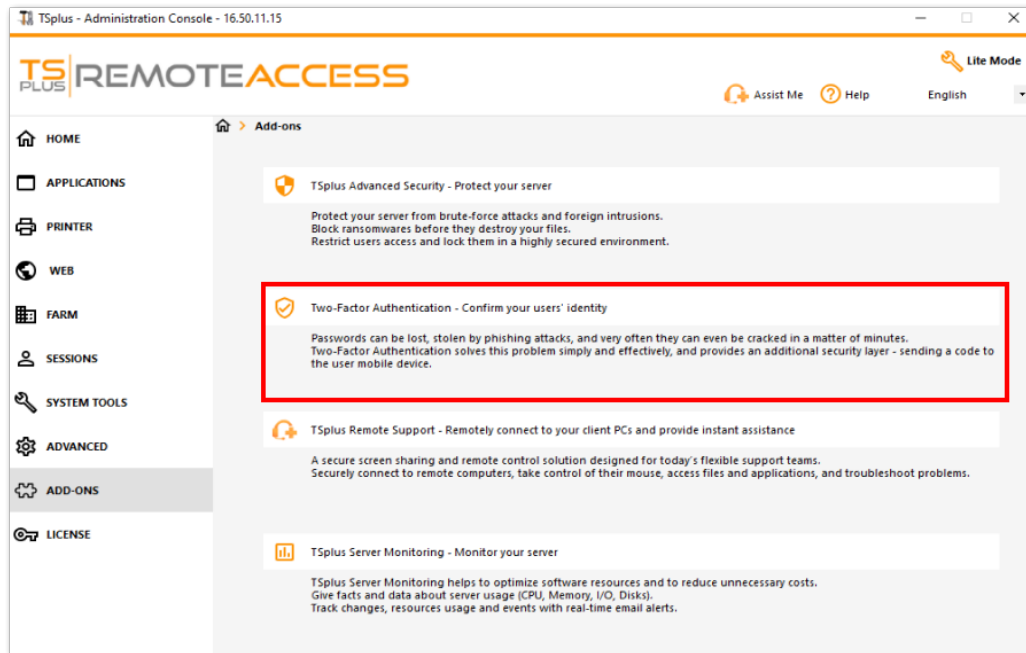 TSplus - Administration Console - 16.50.11.15
TS PLUS REMOTEACCESS
Lite Mode
Assist Me
Help
English
HOME
APPLICATIONS
PRINTER
WEB
FARM
SESSIONS
SYSTEM TOOLS
ADVANCED
ADD-ONS
LICENSE
Add-ons
TSplus Advanced Security - Protect your server
Protect your server from brute-force attacks and foreign intrusions.
Block ransomwares before they destroy your files.
Restrict users access and lock them in a highly secured environment.
Two-Factor Authentication - Confirm your users' identity
Passwords can be lost, stolen by phishing attacks, and very often they can even be cracked in a matter of minutes.
Two-Factor Authentication solves this problem simply and effectively, and provides an additional security layer - sending a code to
the user mobile device.
TSplus Remote Support - Remotely connect to your client PCs and provide instant assistance
A secure screen sharing and remote control solution designed for today's flexible support teams.
Securely connect to remote computers, take control of their mouse, access files and applications, and troubleshoot problems.
TSplus Server Monitoring - Monitor your server
TSplus Server Monitoring helps to optimize software resources and to reduce unnecessary costs.
Give facts and data about server usage (CPU, Memory, I/O, Disks).
Track changes, resources usage and events with real-time email alerts.